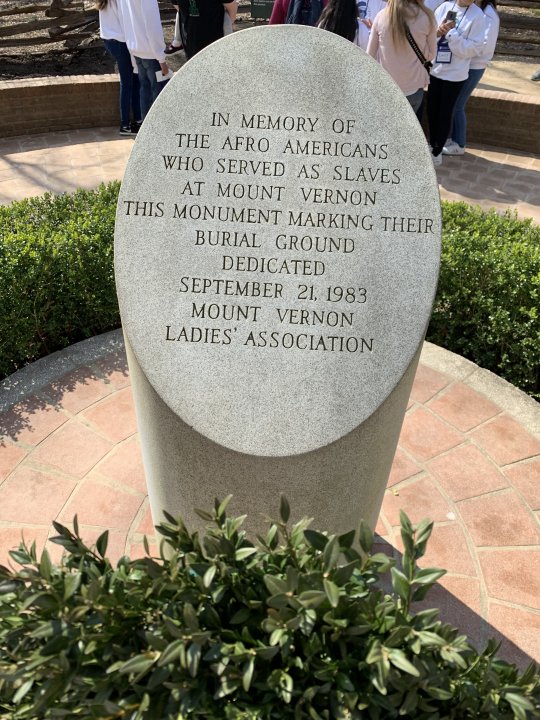 IN MEMORY OF
THE AFRO AMERICANS
WHO SERVED AS SLAVES
AT MOUNT VERNON
THIS MONUMENT MARKING THEIR
BURIAL GROUND
DEDICATED
SEPTEMBER 21, 1983
MOUNT VERNON
LADIES' ASSOCIATION